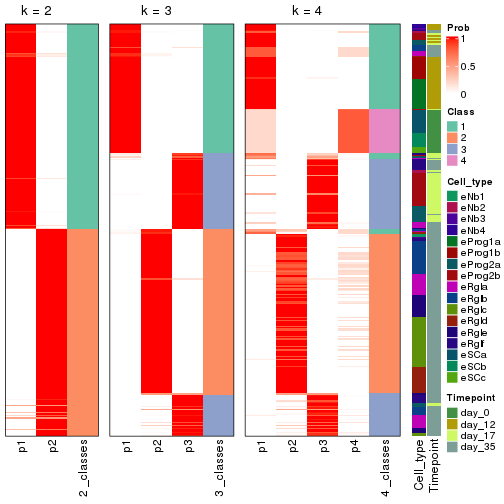 k = 2
k = 3
k = 4
p1
p2
2_classes
p1
p2
p3
3_classes
p1
p2
p3
p4
4_classes
Cell_type
Timepoint
Prob
1
0.5
0
Class
1
2
3
4
Cell_type
eNb1
eNb2
eNb3
eNb4
eProg1a
eProg1b
eProg2a
eProg2b
eRgla
eRglb
eRglc
eRgld
eRgle
eRglf
eSCa
eSCb
eSCc
Timepoint
day_0
day_12
day_17
day_35